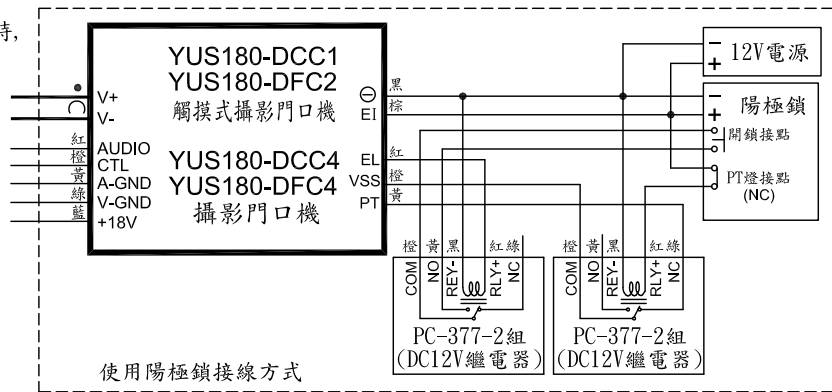 時,
YUS180-DCC1
YUS180-DFC2
觸摸式攝影門口機
YUS180-DCC4
YUS180-DFC4
攝影門口機
V+
V-
紅 AUDIO
橙 CTL
黃 A-GND
綠 V-GND
藍 +18V
⊖ 黑
EI 棕
EL 紅
VSS 橙
PT 黃
- 12V電源
+
- 陽極鎖
+
開鎖接點
PT燈接點
(NC)
橙 黃 黑 紅 綠
COM NO REY- RLY+ NC
PC-377-2組
(DC12V繼電器)
橙 黃 黑 紅 綠
COM NO REY- RLY+ NC
PC-377-2組
(DC12V繼電器)
使用陽極鎖接線方式